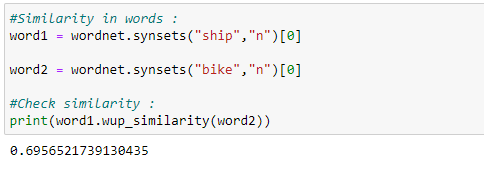 #Similarity in words :
word1 = wordnet.synsets("ship","n")[0]
word2 = wordnet.synsets("bike","n")[0]
#Check similarity :
print(word1.wup_similarity(word2))
0.6956521739130435